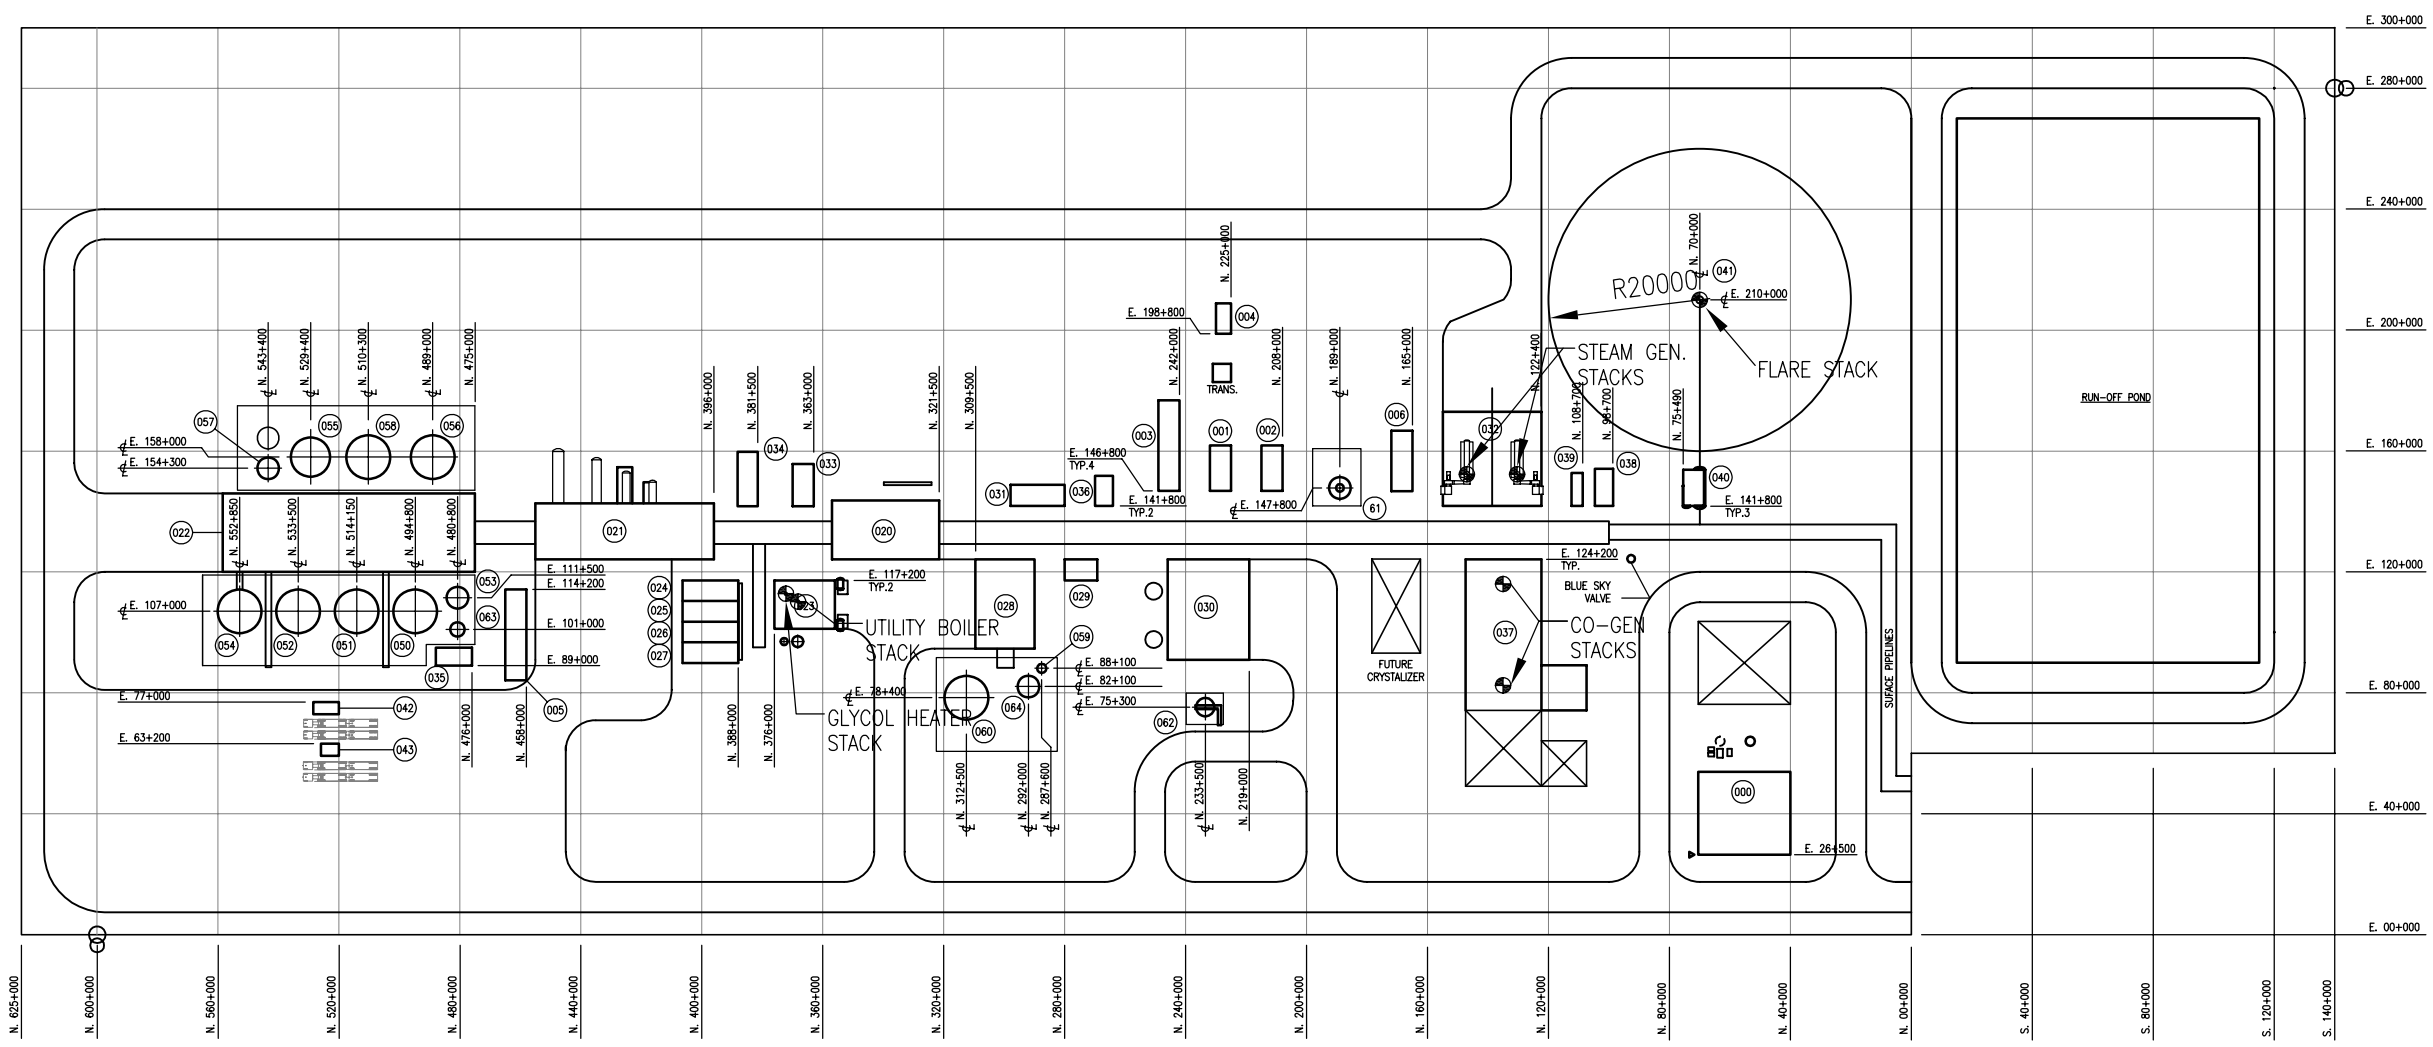 E. 300+000
E. 280+000
E. 240+000
E. 200+000
E. 160+000
E. 120+000
E. 80+000
E. 40+000
E. 00+000
N. 225+000
N. 70+000
041
R20000
E. 210+000
E. 198+800
004
FLARE STACK
STEAM GEN.
STACKS
N. 543+400
N. 529+400
N. 510+300
N. 489+000
N. 475+000
N. 396+000
N. 381+500
N. 363+000
N. 321+500
N. 309+500
N. 242+000
N. 208+000
N. 189+000
N. 165+000
N. 122+400
N. 108+700
N. 98+700
N. 75+490
TRANS.
RUN-OFF POND
057
055
058
056
E. 158+000
E. 154+300
034
033
003
001
002
006
032
039
038
040
E. 146+800
TYP.4
031
036
E. 141+800
TYP.2
E. 147+800
61
E. 141+800
TYP.3
022
N. 552+850
N. 533+500
N. 514+150
N. 494+800
N. 480+800
021
020
E. 124+200
TYP.
BLUE SKY
VALVE
E. 111+500
E. 114+200
E. 107+000
053
063
E. 101+000
E. 89+000
054
052
051
050
035
005
024
025
026
027
023
E. 117+200
TYP.2
UTILITY BOILER
STACK
GLYCOL HEATER
STACK
028
029
059
030
037
CO-GEN
STACKS
FUTURE
CRYSTALIZER
SUFACE PIPELINES
E. 88+100
E. 82+100
E. 75+300
E. 78+400
064
060
062
E. 77+000
042
E. 63+200
043
N. 476+000
N. 458+000
N. 388+000
N. 376+000
N. 312+500
N. 292+000
N. 287+600
N. 233+500
N. 219+000
000
E. 26+500
N. 625+000
N. 600+000
N. 560+000
N. 520+000
N. 480+000
N. 440+000
N. 400+000
N. 360+000
N. 320+000
N. 280+000
N. 240+000
N. 200+000
N. 160+000
N. 120+000
N. 80+000
N. 40+000
N. 00+000
S. 40+000
S. 80+000
S. 120+000
S. 140+000